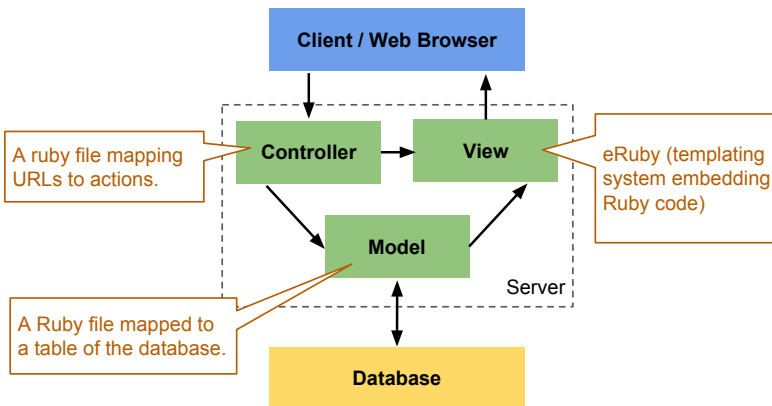 Client / Web Browser
A ruby file mapping
URLs to actions.
Controller
View
eRuby (templating
system embedding
Ruby code)
Model
Server
A Ruby file mapped to
a table of the database.
Database